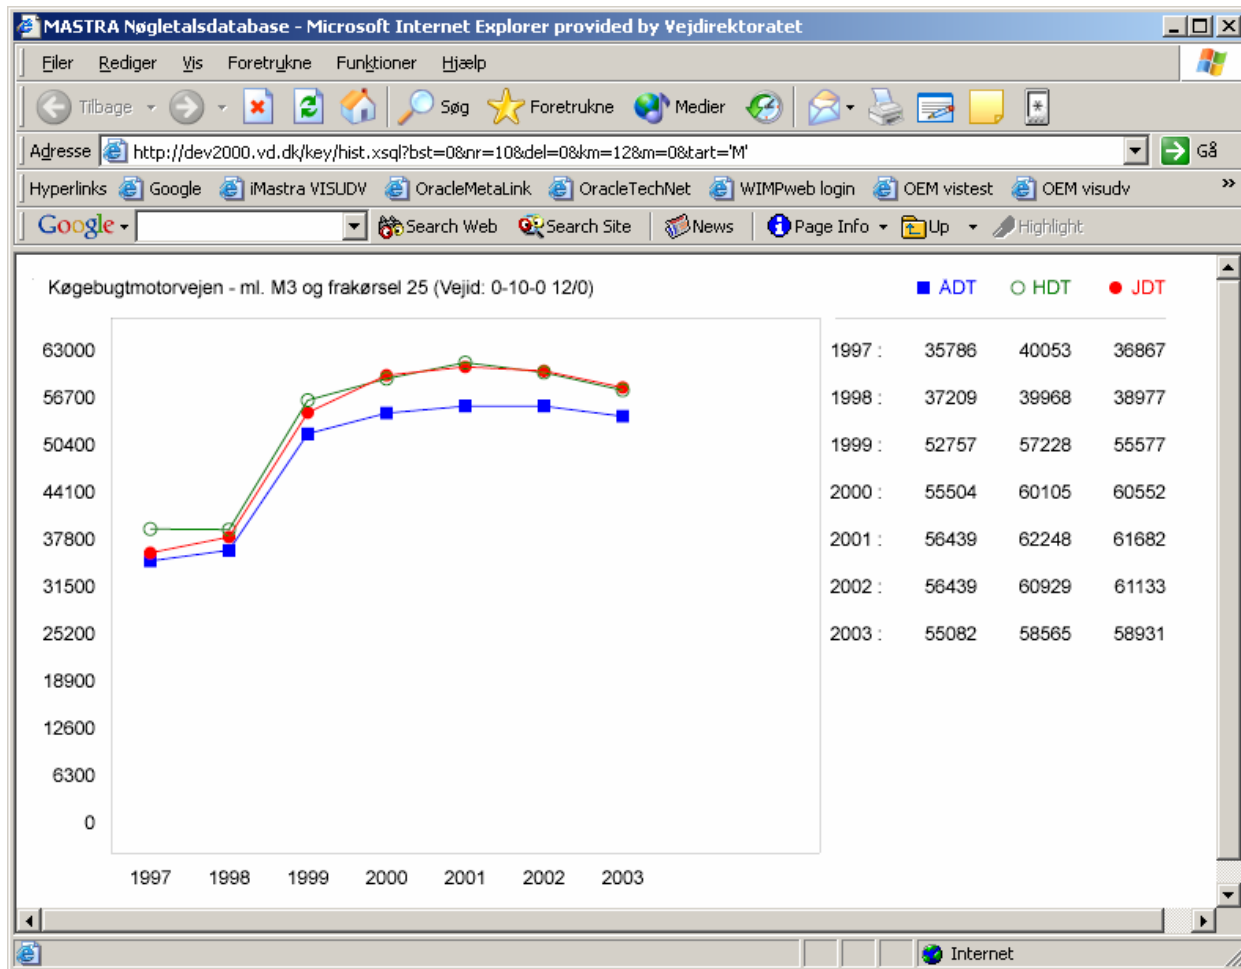 MASTRA Nøgletalsdatabase - Microsoft Internet Explorer provided by Vejdirektoratet
Filer Rediger Vis Foretrukne Funktioner Hjælp
Tilbage Søg Foretrukne Medier
Adresse http://dev2000.vd.dk/key/hist.xsql?bst=0&nr=10&del=0&km=12&m=0&tart='M' Gå
Hyperlinks Google iMastra VISUDV OracleMetaLink OracleTechNet WIMPweb login OEM vistest OEM visudv »
Google Search Web Search Site News Page Info Up Highlight
Køgebugtmotorvejen - ml. M3 og frakørsel 25 (Vejid: 0-10-0 12/0) ÅDT HDT JDT
63000 1997 : 35786 40053 36867
56700 1998 : 37209 39968 38977
50400 1999 : 52757 57228 55577
44100 2000 : 55504 60105 60552
37800 2001 : 56439 62248 61682
31500 2002 : 56439 60929 61133
25200 2003 : 55082 58565 58931
18900
12600
6300
0
1997 1998 1999 2000 2001 2002 2003
Internet